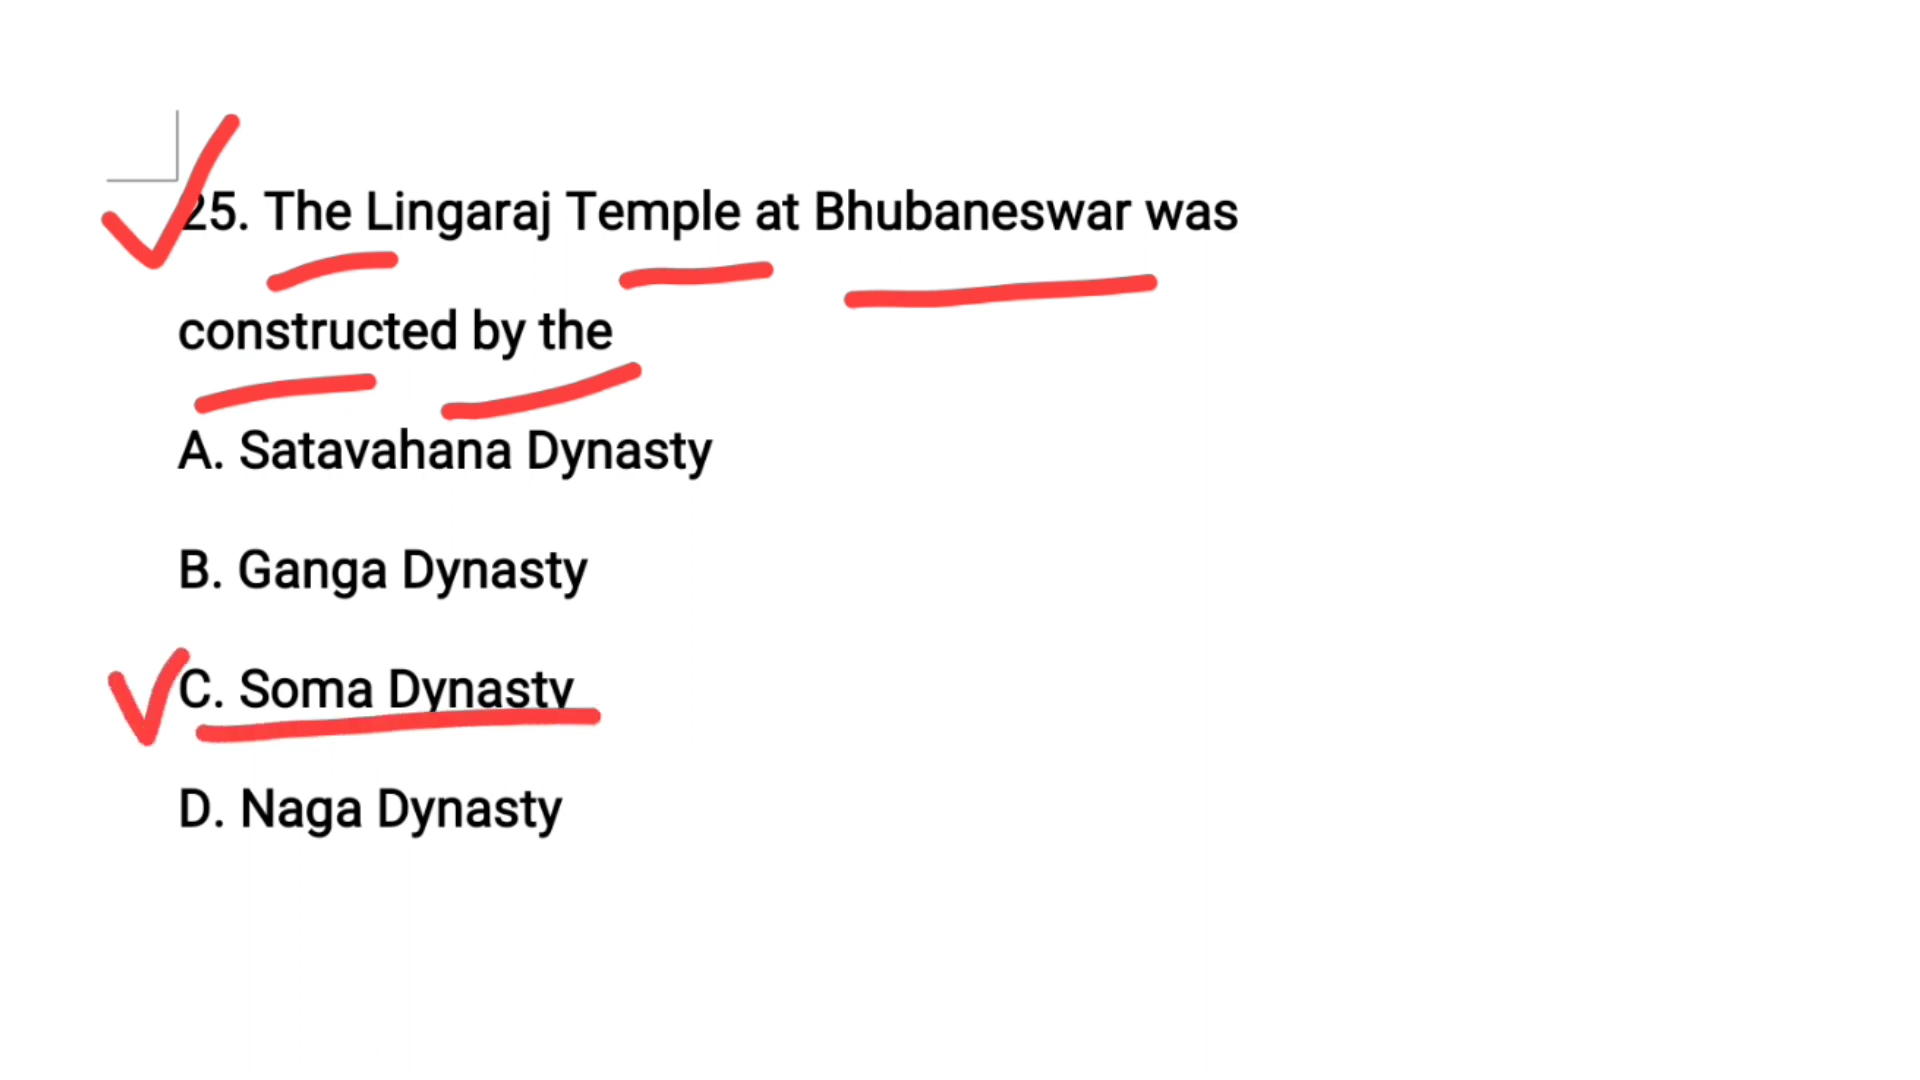 25. The Lingaraj Temple at Bhubaneswar was
constructed by the
A. Satavahana Dynasty
B. Ganga Dynasty
C. Soma Dynasty
D. Naga Dynasty